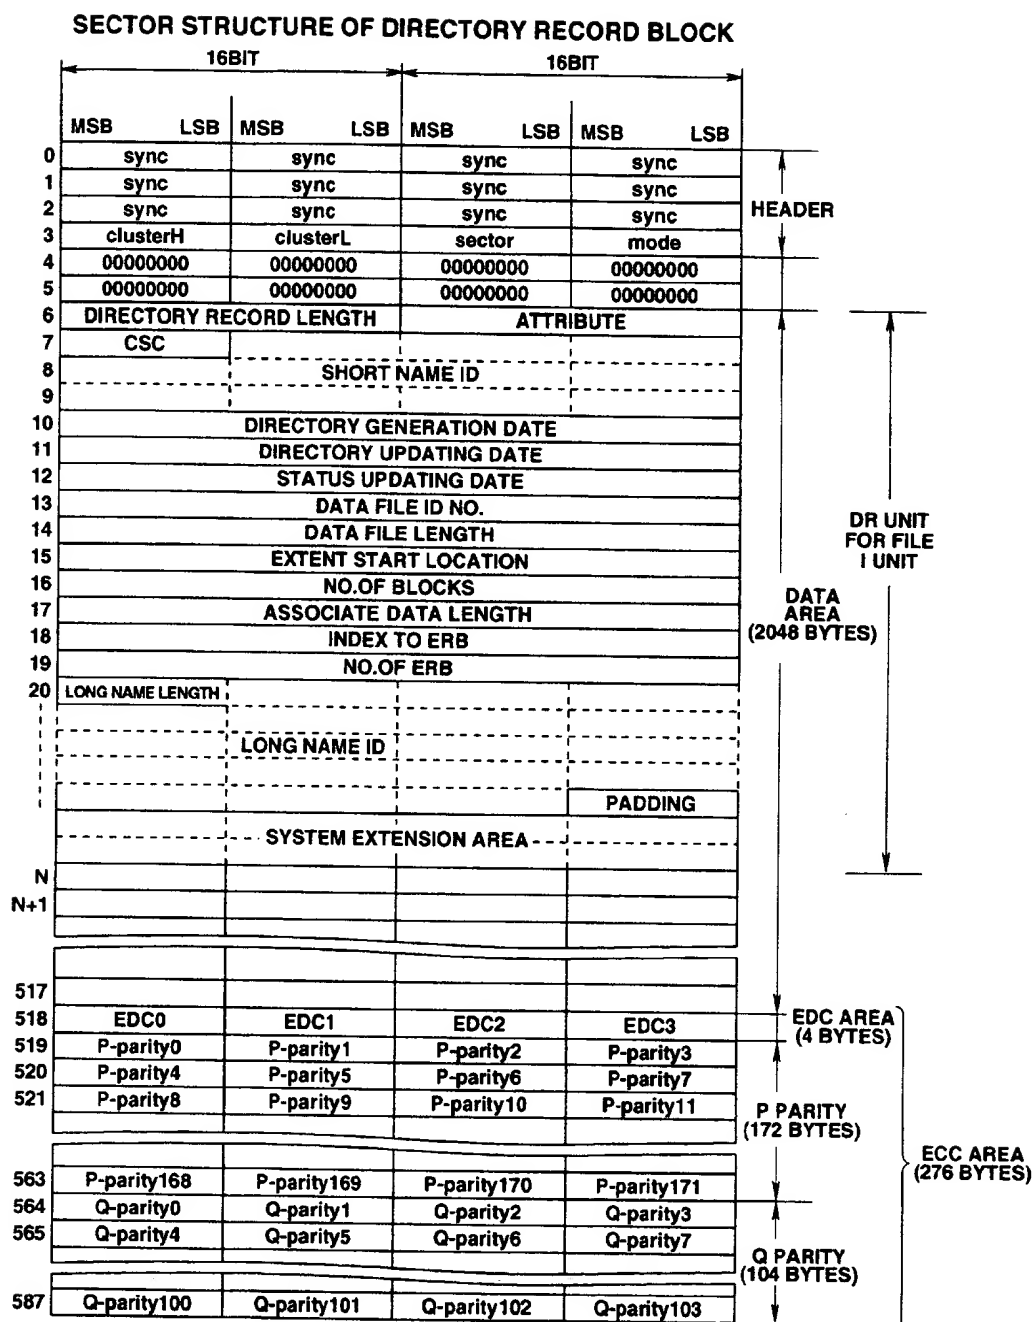 SECTOR STRUCTURE OF DIRECTORY RECORD BLOCK
16BIT 16BIT
MSB LSB MSB LSB MSB LSB MSB LSB
0 sync sync sync sync
1 sync sync sync sync
2 sync sync sync sync
HEADER
3 clusterH clusterL sector mode
4 00000000 00000000 00000000 00000000
5 00000000 00000000 00000000 00000000
6 DIRECTORY RECORD LENGTH ATTRIBUTE
7 CSC
8 SHORT NAME ID
9
10 DIRECTORY GENERATION DATE
11 DIRECTORY UPDATING DATE
12 STATUS UPDATING DATE
13 DATA FILE ID NO.
14 DATA FILE LENGTH
15 EXTENT START LOCATION
16 NO.OF BLOCKS
17 ASSOCIATE DATA LENGTH
18 INDEX TO ERB
19 NO.OF ERB
20 LONG NAME LENGTH
LONG NAME ID
PADDING
SYSTEM EXTENSION AREA
N
N+1
DR UNIT
FOR FILE
I UNIT
DATA
AREA
(2048 BYTES)
517
518 EDC0 EDC1 EDC2 EDC3
EDC AREA
(4 BYTES)
519 P-parity0 P-parity1 P-parity2 P-parity3
520 P-parity4 P-parity5 P-parity6 P-parity7
521 P-parity8 P-parity9 P-parity10 P-parity11
P PARITY
(172 BYTES)
563 P-parity168 P-parity169 P-parity170 P-parity171
564 Q-parity0 Q-parity1 Q-parity2 Q-parity3
565 Q-parity4 Q-parity5 Q-parity6 Q-parity7
Q PARITY
(104 BYTES)
587 Q-parity100 Q-parity101 Q-parity102 Q-parity103
ECC AREA
(276 BYTES)